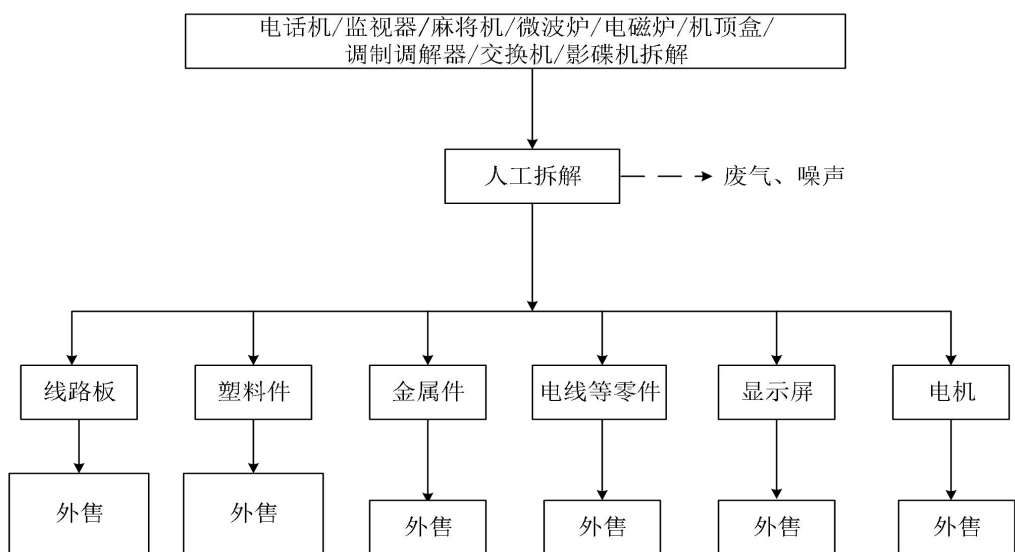 电话机/监视器/麻将机/微波炉/电磁炉/机顶盒/
调制调解器/交换机/影碟机拆解
人工拆解
废气、噪声
线路板
塑料件
金属件
电线等零件
显示屏
电机
外售
外售
外售
外售
外售
外售